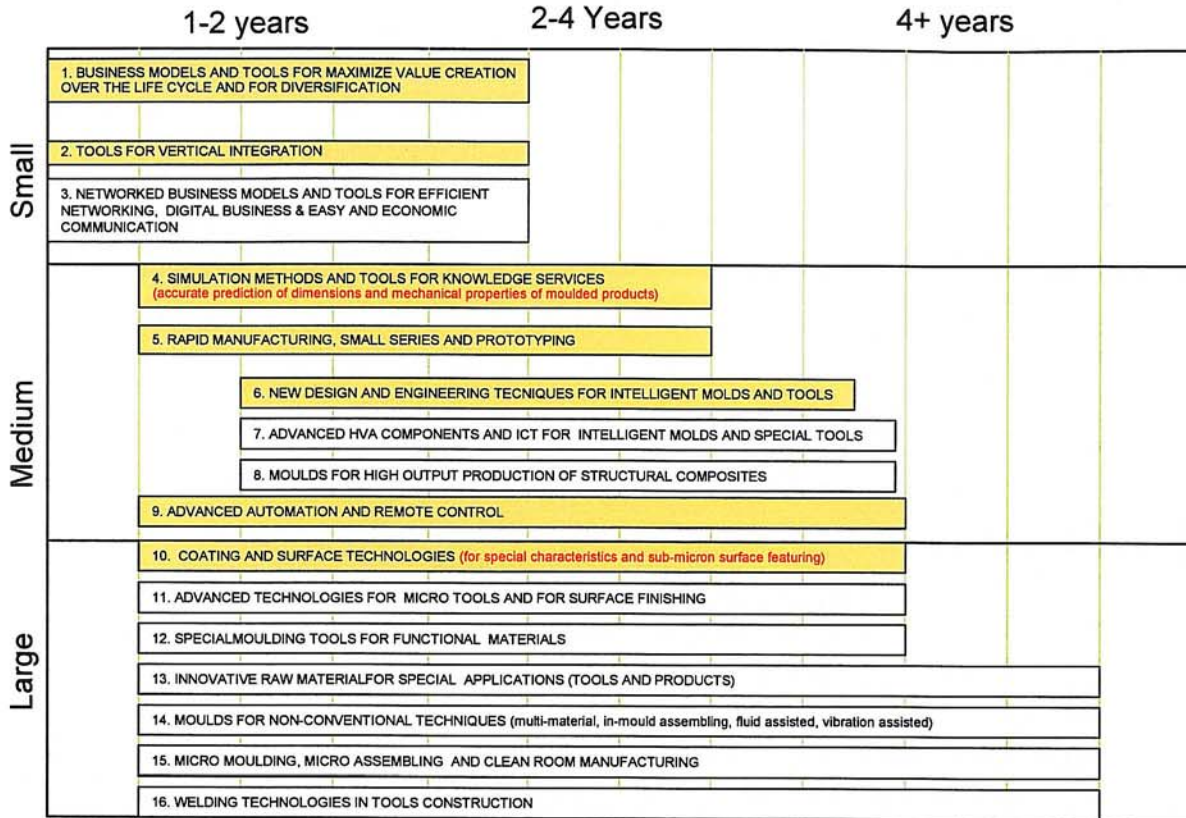 1-2 years
2-4 Years
4+ years
Small
1. BUSINESS MODELS AND TOOLS FOR MAXIMIZE VALUE CREATION
OVER THE LIFE CYCLE AND FOR DIVERSIFICATION
2. TOOLS FOR VERTICAL INTEGRATION
3. NETWORKED BUSINESS MODELS AND TOOLS FOR EFFICIENT
NETWORKING, DIGITAL BUSINESS & EASY AND ECONOMIC
COMMUNICATION
Medium
4. SIMULATION METHODS AND TOOLS FOR KNOWLEDGE SERVICES
(accurate prediction of dimensions and mechanical properties of moulded products)
5. RAPID MANUFACTURING, SMALL SERIES AND PROTOTYPING
6. NEW DESIGN AND ENGINEERING TECNIQUES FOR INTELLIGENT MOLDS AND TOOLS
7. ADVANCED HVA COMPONENTS AND ICT FOR INTELLIGENT MOLDS AND SPECIAL TOOLS
8. MOULDS FOR HIGH OUTPUT PRODUCTION OF STRUCTURAL COMPOSITES
9. ADVANCED AUTOMATION AND REMOTE CONTROL
Large
10. COATING AND SURFACE TECHNOLOGIES (for special characteristics and sub-micron surface featuring)
11. ADVANCED TECHNOLOGIES FOR MICRO TOOLS AND FOR SURFACE FINISHING
12. SPECIALMOULDING TOOLS FOR FUNCTIONAL MATERIALS
13. INNOVATIVE RAW MATERIALFOR SPECIAL APPLICATIONS (TOOLS AND PRODUCTS)
14. MOULDS FOR NON-CONVENTIONAL TECHNIQUES (multi-material, in-mould assembling, fluid assisted, vibration assisted)
15. MICRO MOULDING, MICRO ASSEMBLING AND CLEAN ROOM MANUFACTURING
16. WELDING TECHNOLOGIES IN TOOLS CONSTRUCTION